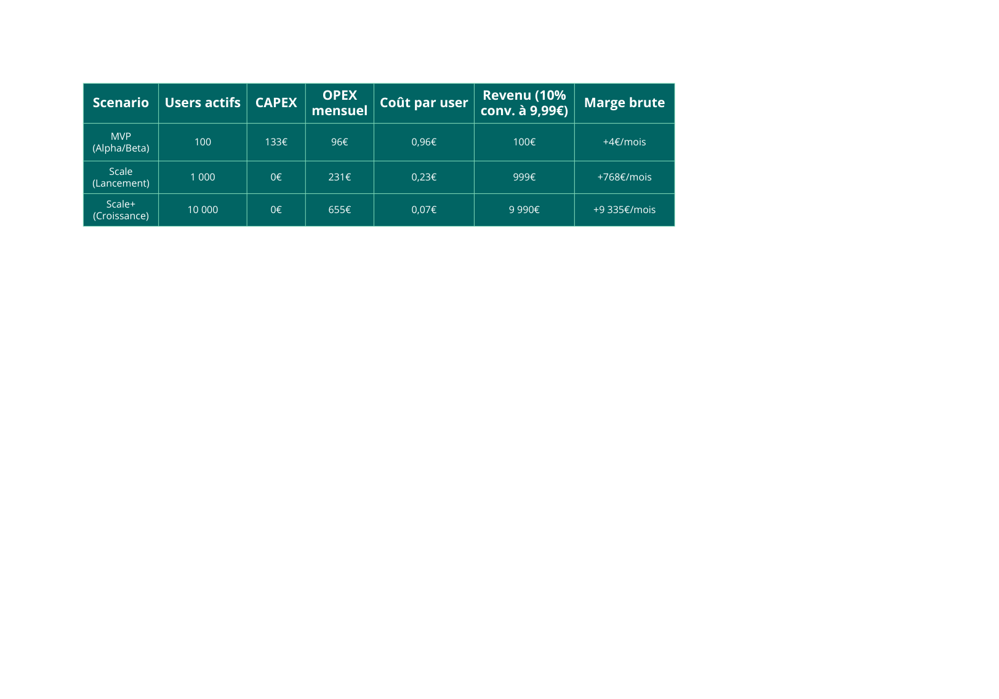 Scenario
Users actifs
CAPEX
OPEX
mensuel
Coût par user
Revenu (10%
conv. à 9,99€)
Marge brute
MVP
(Alpha/Beta)
100
133€
96€
0,96€
100€
+4€/mois
Scale
(Lancement)
1 000
0€
231€
0,23€
999€
+768€/mois
Scale+
(Croissance)
10 000
0€
655€
0,07€
9 990€
+9 335€/mois